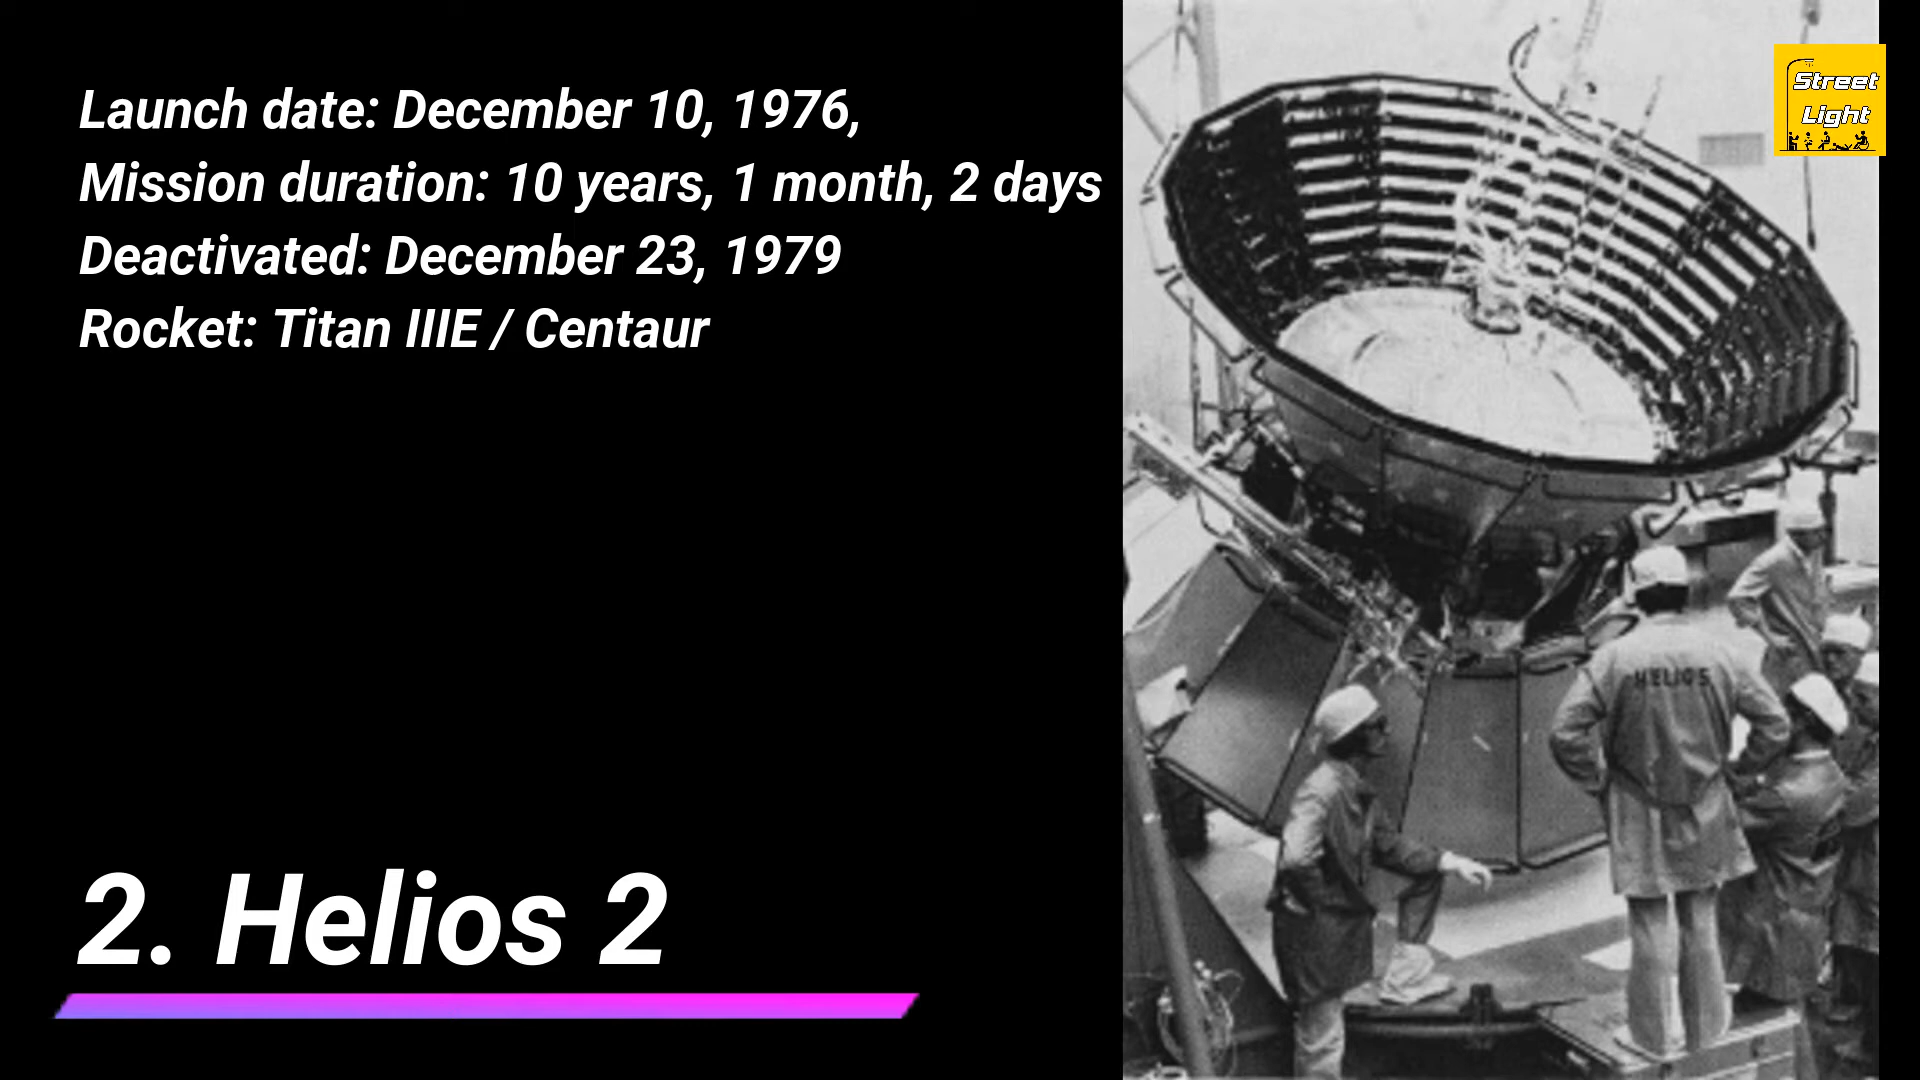 Launch date: December 10, 1976,
Mission duration: 10 years, 1 month, 2 days
Deactivated: December 23, 1979
Rocket: Titan IIIE / Centaur
Street
Light
HELIOS
2. Helios 2